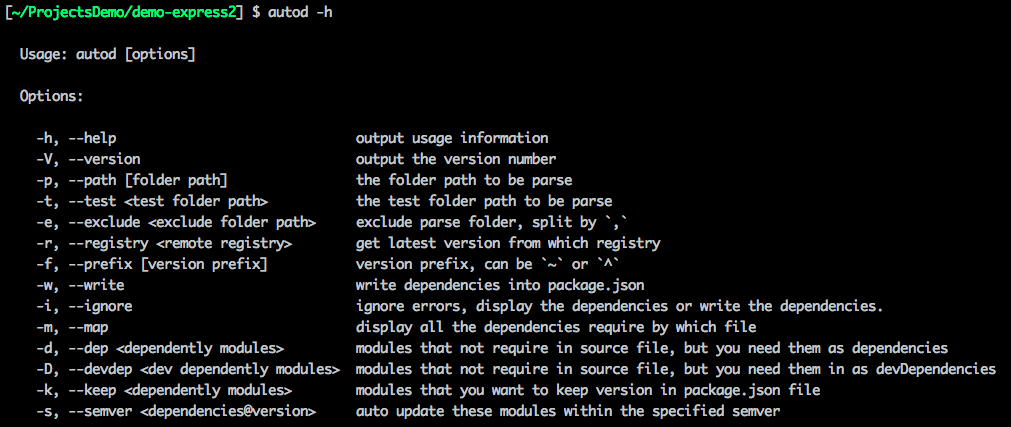 [~/ProjectsDemo/demo-express2] $ autod -h
Usage: autod [options]
Options:
-h, --help output usage information
-V, --version output the version number
-p, --path [folder path] the folder path to be parse
-t, --test <test folder path> the test folder path to be parse
-e, --exclude <exclude folder path> exclude parse folder, split by `,`
-r, --registry <remote registry> get latest version from which registry
-f, --prefix [version prefix] version prefix, can be `~` or `^`
-w, --write write dependencies into package.json
-i, --ignore ignore errors, display the dependencies or write the dependencies.
-m, --map display all the dependencies require by which file
-d, --dep <dependently modules> modules that not require in source file, but you need them as dependencies
-D, --devdep <dev dependently modules> modules that not require in source file, but you need them in as devDependencies
-k, --keep <dependently modules> modules that you want to keep version in package.json file
-s, --semver <dependencies@version> auto update these modules within the specified semver